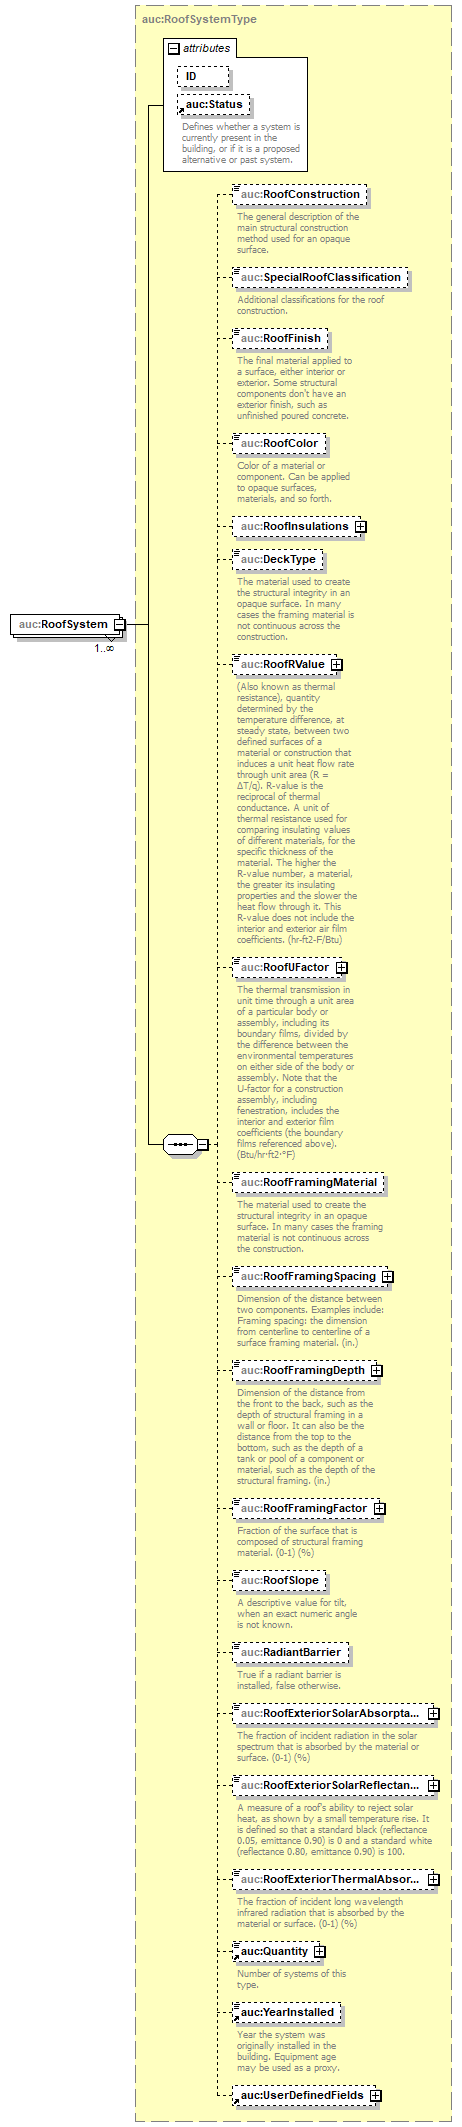 auc:RoofSystemType
attributes
ID
auc:Status
Defines whether a system is
currently present in the
building, or if it is a proposed
alternative or past system.
auc:RoofConstruction
The general description of the
main structural construction
method used for an opaque
surface.
auc:SpecialRoofClassification
Additional classifications for the roof
construction.
auc:RoofFinish
The final material applied to
a surface, either interior or
exterior. Some structural
components don't have an
exterior finish, such as
unfinished poured concrete.
auc:RoofColor
Color of a material or
component. Can be applied
to opaque surfaces,
materials, and so forth.
auc:RoofInsulations
auc:DeckType
The material used to create
the structural integrity in an
opaque surface. In many
cases the framing material is
not continuous across the
construction.
auc:RoofSystem
1..∞
auc:RoofRValue
(Also known as thermal
resistance), quantity
determined by the
temperature difference, at
steady state, between two
defined surfaces of a
material or construction that
induces a unit heat flow rate
through unit area (R =
ΔT/q). R-value is the
reciprocal of thermal
conductance. A unit of
thermal resistance used for
comparing insulating values
of different materials, for the
specific thickness of the
material. The higher the
R-value number, a material,
the greater its insulating
properties and the slower the
heat flow through it. This
R-value does not include the
interior and exterior air film
coefficients. (hr-ft2-F/Btu)
auc:RoofUFactor
The thermal transmission in
unit time through a unit area
of a particular body or
assembly, including its
boundary films, divided by
the difference between the
environmental temperatures
on either side of the body or
assembly. Note that the
U-factor for a construction
assembly, including
fenestration, includes the
interior and exterior film
coefficients (the boundary
films referenced above).
(Btu/hr·ft2·°F)
auc:RoofFramingMaterial
The material used to create the
structural integrity in an opaque
surface. In many cases the framing
material is not continuous across
the construction.
auc:RoofFramingSpacing
Dimension of the distance between
two components. Examples include:
Framing spacing: the dimension
from centerline to centerline of a
surface framing material. (in.)
auc:RoofFramingDepth
Dimension of the distance from
the front to the back, such as the
depth of structural framing in a
wall or floor. It can also be the
distance from the top to the
bottom, such as the depth of a
tank or pool of a component or
material, such as the depth of the
structural framing. (in.)
auc:RoofFramingFactor
Fraction of the surface that is
composed of structural framing
material. (0-1) (%)
auc:RoofSlope
A descriptive value for tilt,
when an exact numeric angle
is not known.
auc:RadiantBarrier
True if a radiant barrier is
installed, false otherwise.
auc:RoofExteriorSolarAbsorpta...
The fraction of incident radiation in the solar
spectrum that is absorbed by the material or
surface. (0-1) (%)
auc:RoofExteriorSolarReflectan...
A measure of a roof's ability to reject solar
heat, as shown by a small temperature rise. It
is defined so that a standard black (reflectance
0.05, emittance 0.90) is 0 and a standard white
(reflectance 0.80, emittance 0.90) is 100.
auc:RoofExteriorThermalAbsor...
The fraction of incident long wavelength
infrared radiation that is absorbed by the
material or surface. (0-1) (%)
auc:Quantity
Number of systems of this
type.
auc:YearInstalled
Year the system was
originally installed in the
building. Equipment age
may be used as a proxy.
auc:UserDefinedFields